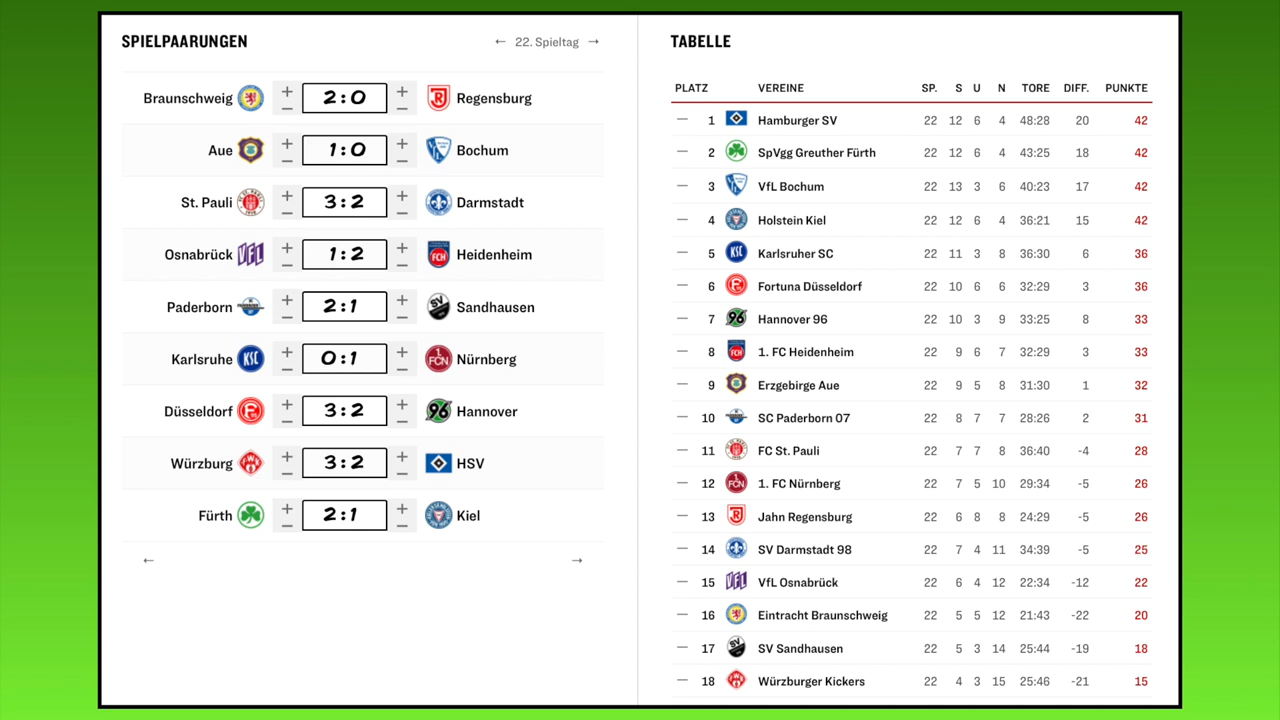 SPIELPAARUNGEN
← 22. Spieltag →
Braunschweig + − 2:0 + − Regensburg
Aue + − 1:0 + − Bochum
St. Pauli + − 3:2 + − Darmstadt
Osnabrück + − 1:2 + − Heidenheim
Paderborn + − 2:1 + − Sandhausen
Karlsruhe + − 0:1 + − Nürnberg
Düsseldorf + − 3:2 + − Hannover
Würzburg + − 3:2 + − HSV
Fürth + − 2:1 + − Kiel
← →
TABELLE
PLATZ VEREINE SP. S U N TORE DIFF. PUNKTE
— 1 Hamburger SV 22 12 6 4 48:28 20 42
— 2 SpVgg Greuther Fürth 22 12 6 4 43:25 18 42
— 3 VfL Bochum 22 13 3 6 40:23 17 42
— 4 Holstein Kiel 22 12 6 4 36:21 15 42
— 5 Karlsruher SC 22 11 3 8 36:30 6 36
— 6 Fortuna Düsseldorf 22 10 6 6 32:29 3 36
— 7 Hannover 96 22 10 3 9 33:25 8 33
— 8 1. FC Heidenheim 22 9 6 7 32:29 3 33
— 9 Erzgebirge Aue 22 9 5 8 31:30 1 32
— 10 SC Paderborn 07 22 8 7 7 28:26 2 31
— 11 FC St. Pauli 22 7 7 8 36:40 -4 28
— 12 1. FC Nürnberg 22 7 5 10 29:34 -5 26
— 13 Jahn Regensburg 22 6 8 8 24:29 -5 26
— 14 SV Darmstadt 98 22 7 4 11 34:39 -5 25
— 15 VfL Osnabrück 22 6 4 12 22:34 -12 22
— 16 Eintracht Braunschweig 22 5 5 12 21:43 -22 20
— 17 SV Sandhausen 22 5 3 14 25:44 -19 18
— 18 Würzburger Kickers 22 4 3 15 25:46 -21 15